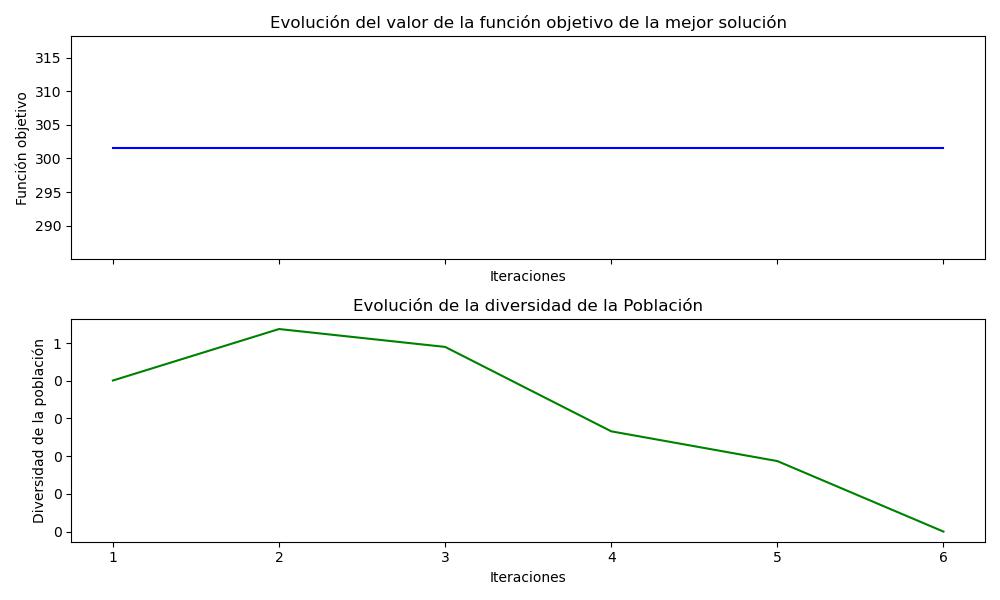 Evolución del valor de la función objetivo de la mejor solución
Función objetivo
315
310
305
300
295
290
Iteraciones
Evolución de la diversidad de la Población
Diversidad de la población
1
0
0
0
0
0
1 2 3 4 5 6
Iteraciones